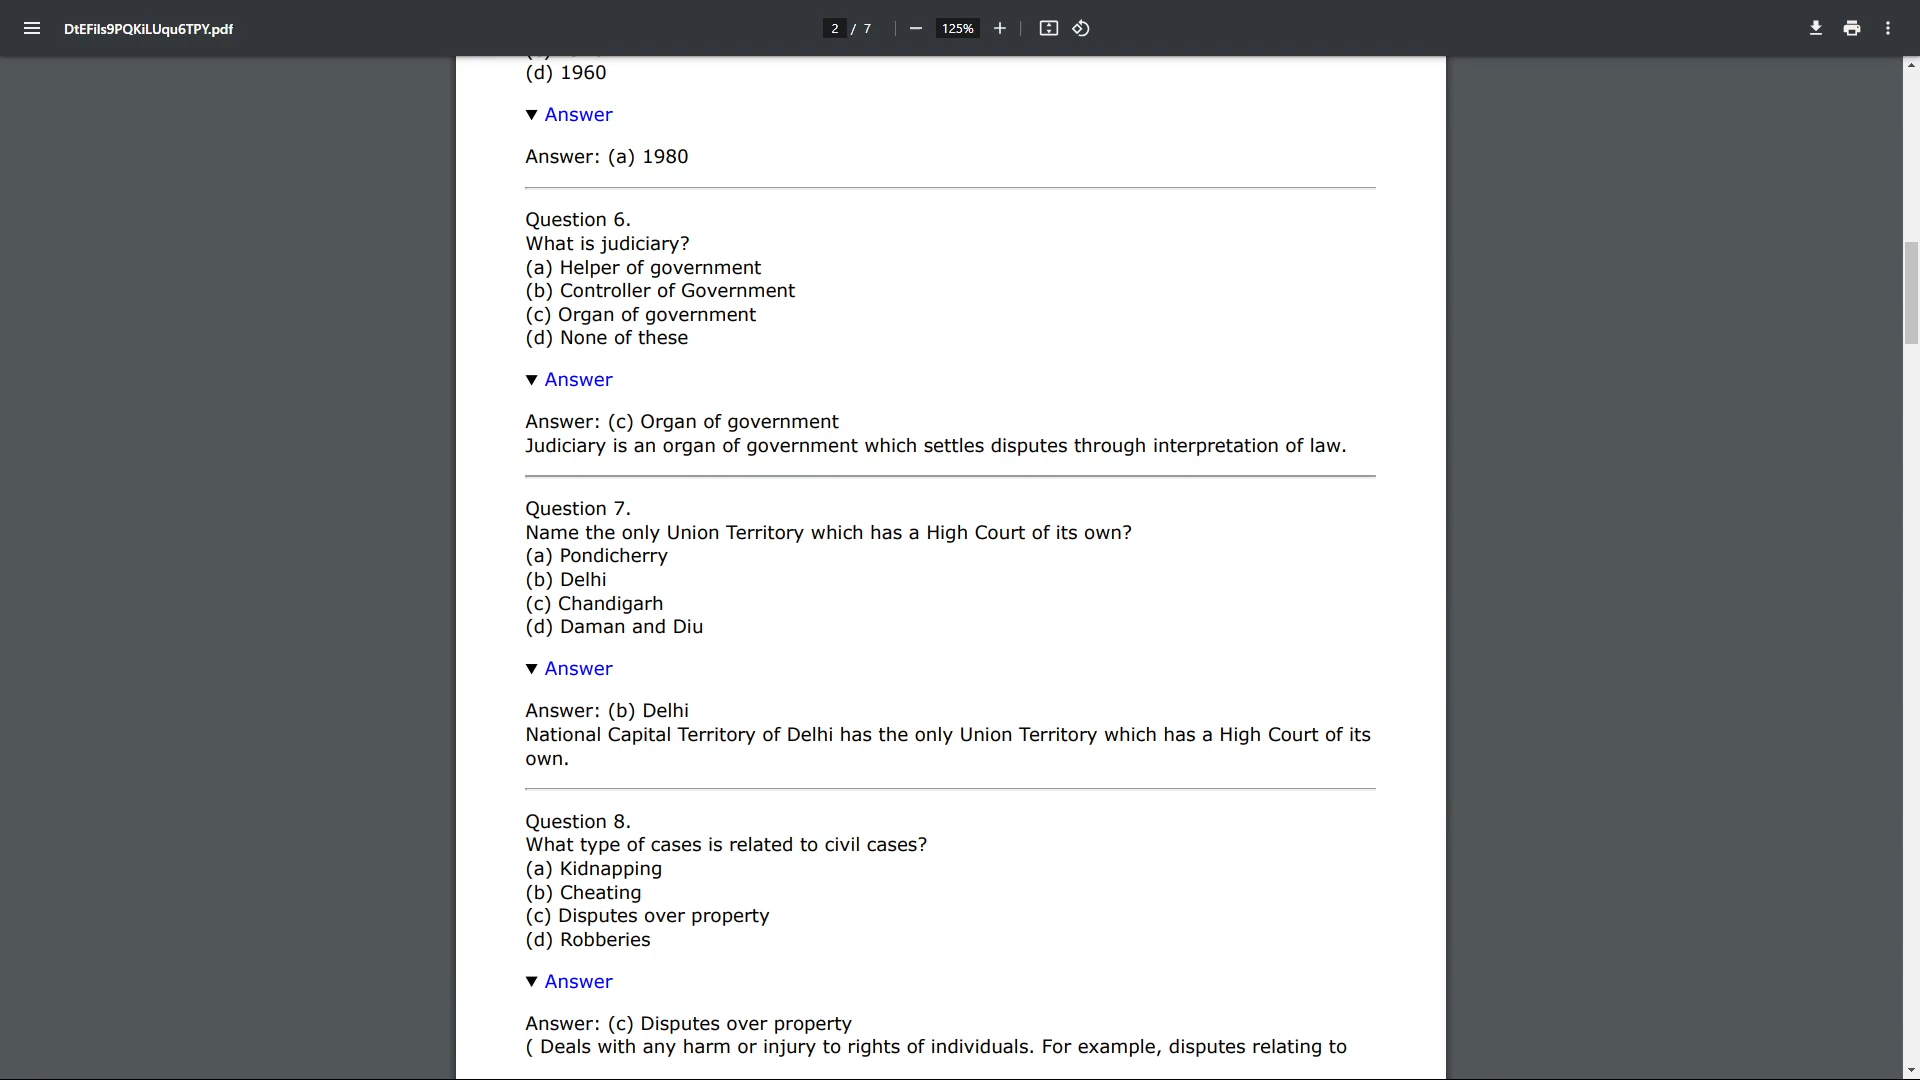 DtEFils9PQKiLUqu6TPY.pdf
2 / 7
125%
(d) 1960
Answer
Answer: (a) 1980
Question 6.
What is judiciary?
(a) Helper of government
(b) Controller of Government
(c) Organ of government
(d) None of these
Answer
Answer: (c) Organ of government
Judiciary is an organ of government which settles disputes through interpretation of law.
Question 7.
Name the only Union Territory which has a High Court of its own?
(a) Pondicherry
(b) Delhi
(c) Chandigarh
(d) Daman and Diu
Answer
Answer: (b) Delhi
National Capital Territory of Delhi has the only Union Territory which has a High Court of its
own.
Question 8.
What type of cases is related to civil cases?
(a) Kidnapping
(b) Cheating
(c) Disputes over property
(d) Robberies
Answer
Answer: (c) Disputes over property
( Deals with any harm or injury to rights of individuals. For example, disputes relating to